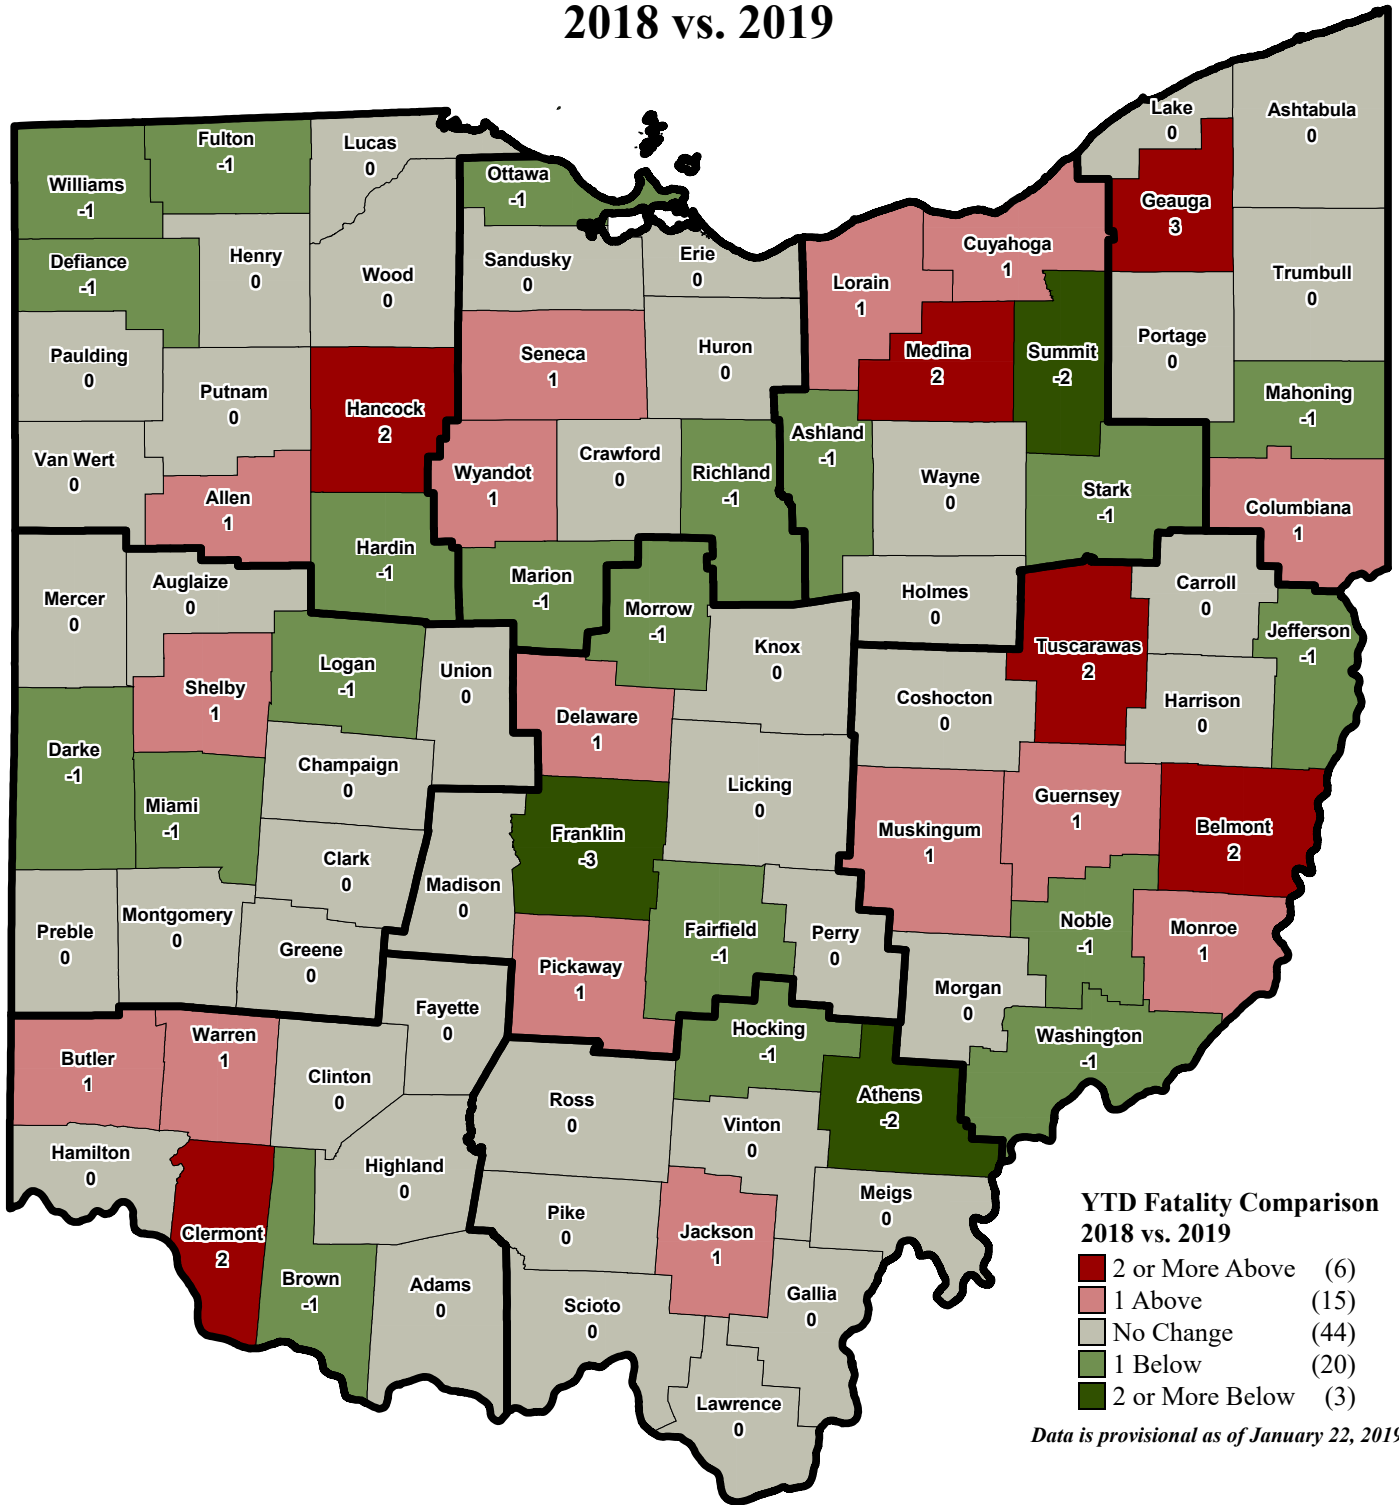 2018 vs. 2019
Williams
-1
Fulton
-1
Lucas
0
Ottawa
-1
Lake
0
Ashtabula
0
Geauga
3
Defiance
-1
Henry
0
Wood
0
Sandusky
0
Erie
0
Lorain
1
Cuyahoga
1
Trumbull
0
Paulding
0
Putnam
0
Hancock
2
Seneca
1
Huron
0
Medina
2
Summit
-2
Portage
0
Mahoning
-1
Van Wert
0
Allen
1
Wyandot
1
Crawford
0
Richland
-1
Ashland
-1
Wayne
0
Stark
-1
Columbiana
1
Mercer
0
Auglaize
0
Hardin
-1
Marion
-1
Morrow
-1
Knox
0
Holmes
0
Tuscarawas
2
Carroll
0
Jefferson
-1
Shelby
1
Logan
-1
Union
0
Delaware
1
Coshocton
0
Harrison
0
Darke
-1
Miami
-1
Champaign
0
Licking
0
Clark
0
Madison
0
Franklin
-3
Muskingum
1
Guernsey
1
Belmont
2
Preble
0
Montgomery
0
Greene
0
Fairfield
-1
Perry
0
Noble
-1
Monroe
1
Pickaway
1
Fayette
0
Morgan
0
Washington
-1
Butler
1
Warren
1
Clinton
0
Hocking
-1
Ross
0
Athens
-2
Vinton
0
Hamilton
0
Highland
0
Meigs
0
Clermont
2
Brown
-1
Adams
0
Pike
0
Jackson
1
Gallia
0
Scioto
0
Lawrence
0
YTD Fatality Comparison
2018 vs. 2019
2 or More Above (6)
1 Above (15)
No Change (44)
1 Below (20)
2 or More Below (3)
Data is provisional as of January 22, 2019